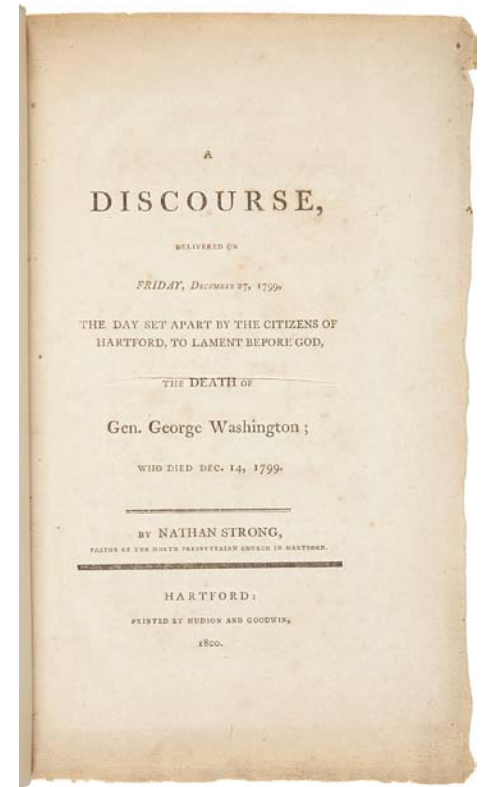 A
DISCOURSE,
DELIVERED ON
FRIDAY, DECEMBER 27, 1799,
THE DAY SET APART BY THE CITIZENS OF
HARTFORD, TO LAMENT BEFORE GOD,
THE DEATH OF
Gen. George Washington;
WHO DIED DEC. 14, 1799.
BY NATHAN STRONG,
PASTOR OF THE NORTH PRESBYTERIAN CHURCH IN HARTFORD.
HARTFORD:
PRINTED BY HUDSON AND GOODWIN,
1800.